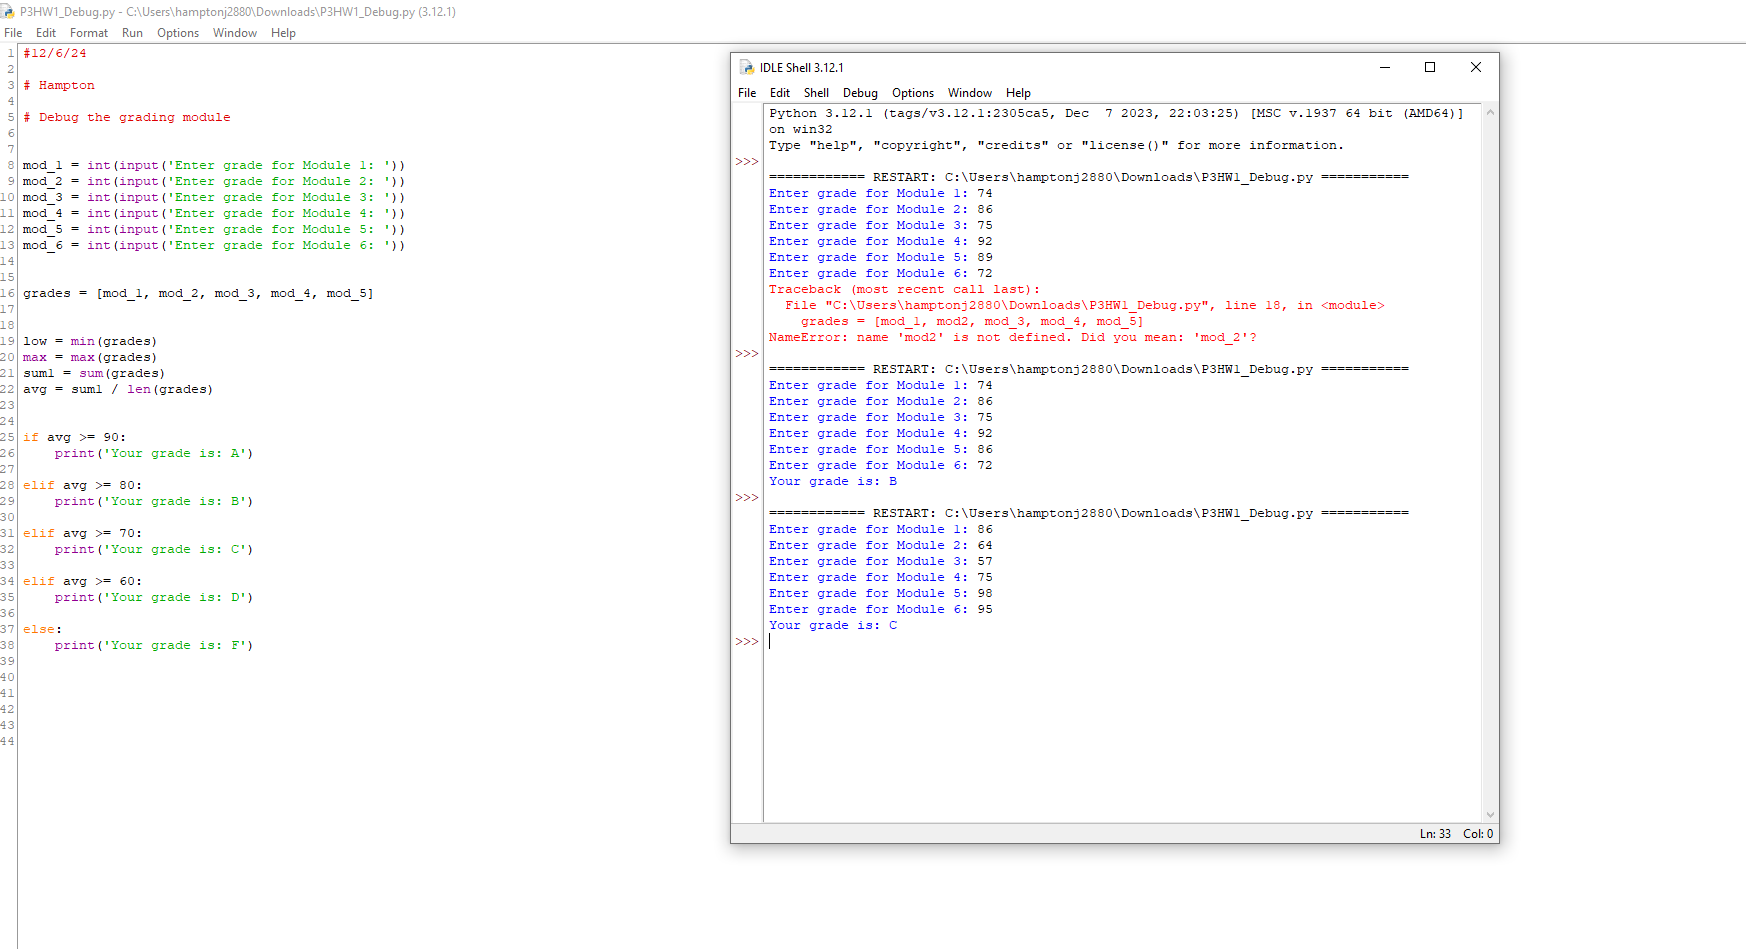 P3HW1_Debug.py - C:\Users\hamptonj2880\Downloads\P3HW1_Debug.py (3.12.1)
File Edit Format Run Options Window Help
1 #12/6/24
2
3 # Hampton
4
5 # Debug the grading module
6
7
8 mod_1 = int(input('Enter grade for Module 1: '))
9 mod_2 = int(input('Enter grade for Module 2: '))
10 mod_3 = int(input('Enter grade for Module 3: '))
11 mod_4 = int(input('Enter grade for Module 4: '))
12 mod_5 = int(input('Enter grade for Module 5: '))
13 mod_6 = int(input('Enter grade for Module 6: '))
14
15
16 grades = [mod_1, mod_2, mod_3, mod_4, mod_5]
17
18
19 low = min(grades)
20 max = max(grades)
21 sum1 = sum(grades)
22 avg = sum1 / len(grades)
23
24
25 if avg >= 90:
26     print('Your grade is: A')
27
28 elif avg >= 80:
29     print('Your grade is: B')
30
31 elif avg >= 70:
32     print('Your grade is: C')
33
34 elif avg >= 60:
35     print('Your grade is: D')
36
37 else:
38     print('Your grade is: F')
39
40
41
42
43
44
IDLE Shell 3.12.1
File Edit Shell Debug Options Window Help
Python 3.12.1 (tags/v3.12.1:2305ca5, Dec  7 2023, 22:03:25) [MSC v.1937 64 bit (AMD64)]
on win32
Type "help", "copyright", "credits" or "license()" for more information.
>>>
============ RESTART: C:\Users\hamptonj2880\Downloads\P3HW1_Debug.py ===========
Enter grade for Module 1: 74
Enter grade for Module 2: 86
Enter grade for Module 3: 75
Enter grade for Module 4: 92
Enter grade for Module 5: 89
Enter grade for Module 6: 72
Traceback (most recent call last):
  File "C:\Users\hamptonj2880\Downloads\P3HW1_Debug.py", line 18, in <module>
    grades = [mod_1, mod2, mod_3, mod_4, mod_5]
NameError: name 'mod2' is not defined. Did you mean: 'mod_2'?
>>>
============ RESTART: C:\Users\hamptonj2880\Downloads\P3HW1_Debug.py ===========
Enter grade for Module 1: 74
Enter grade for Module 2: 86
Enter grade for Module 3: 75
Enter grade for Module 4: 92
Enter grade for Module 5: 86
Enter grade for Module 6: 72
Your grade is: B
>>>
============ RESTART: C:\Users\hamptonj2880\Downloads\P3HW1_Debug.py ===========
Enter grade for Module 1: 86
Enter grade for Module 2: 64
Enter grade for Module 3: 57
Enter grade for Module 4: 75
Enter grade for Module 5: 98
Enter grade for Module 6: 95
Your grade is: C
>>>
Ln: 33 Col: 0